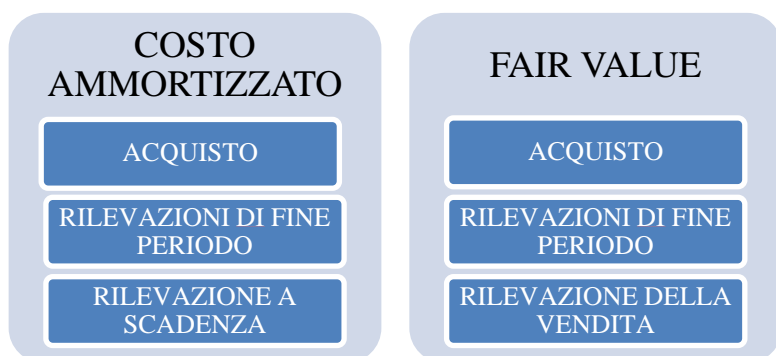 COSTO
AMMORTIZZATO
ACQUISTO
RILEVAZIONI DI FINE
PERIODO
RILEVAZIONE A
SCADENZA
FAIR VALUE
ACQUISTO
RILEVAZIONI DI FINE
PERIODO
RILEVAZIONE DELLA
VENDITA